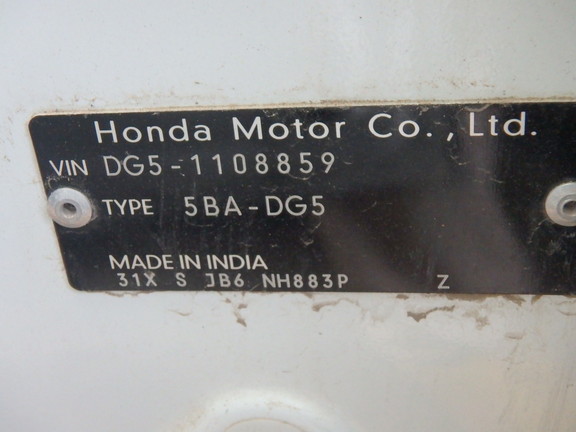 Honda Motor Co., Ltd.
VIN DG5-1108859
TYPE 5BA-DG5
MADE IN INDIA
31X S JB6 NH883P Z